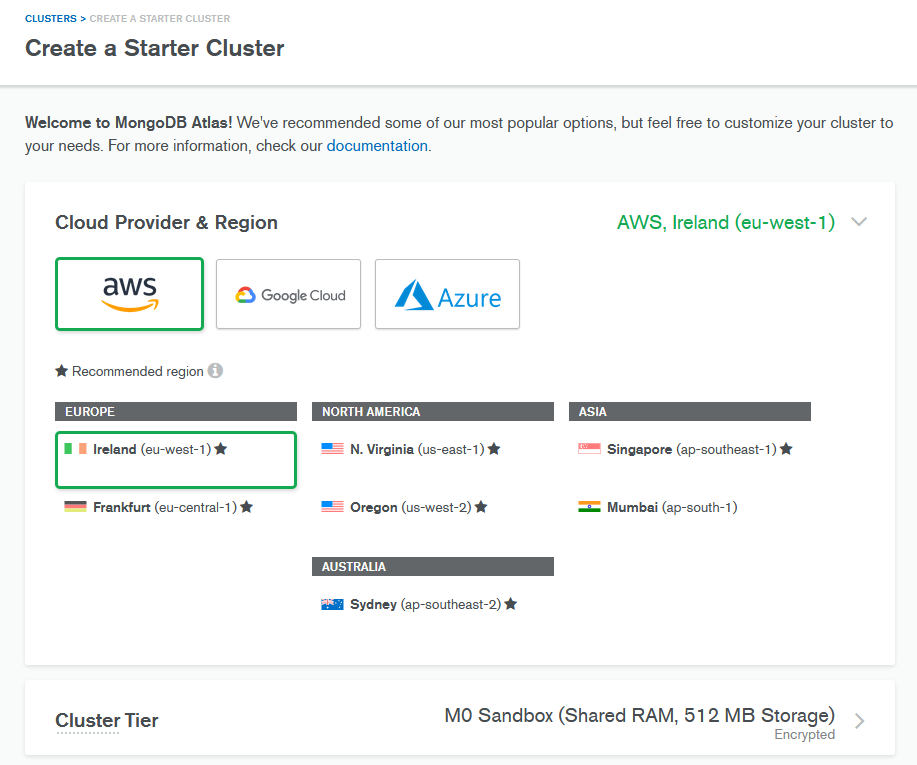 CLUSTERS > CREATE A STARTER CLUSTER
Create a Starter Cluster
Welcome to MongoDB Atlas! We've recommended some of our most popular options, but feel free to customize your cluster to
your needs. For more information, check our documentation.
Cloud Provider & Region
AWS, Ireland (eu-west-1)
aws
Google Cloud
Azure
★ Recommended region i
EUROPE
Ireland (eu-west-1) ★
Frankfurt (eu-central-1) ★
NORTH AMERICA
N. Virginia (us-east-1) ★
Oregon (us-west-2) ★
AUSTRALIA
Sydney (ap-southeast-2) ★
ASIA
Singapore (ap-southeast-1) ★
Mumbai (ap-south-1)
Cluster Tier
M0 Sandbox (Shared RAM, 512 MB Storage)
Encrypted